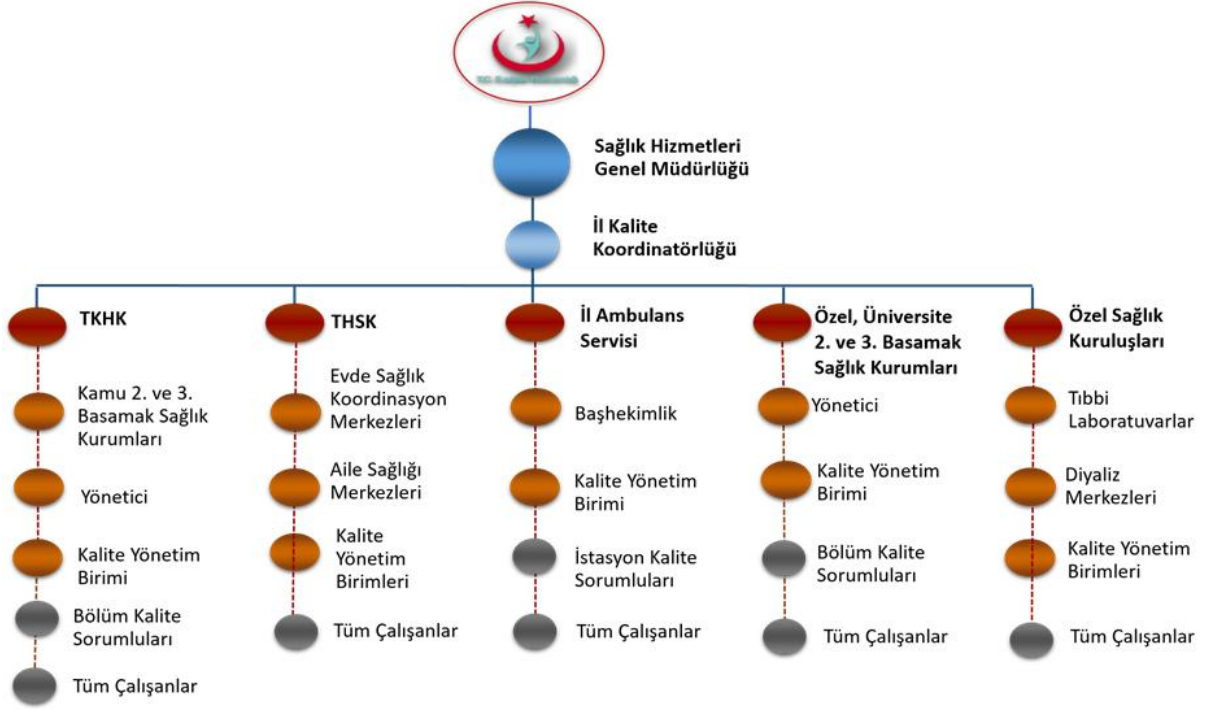 Sağlık Hizmetleri
Genel Müdürlüğü
İl Kalite
Koordinatörlüğü
TKHK
Kamu 2. ve 3.
Basamak Sağlık
Kurumları
Yönetici
Kalite Yönetim
Birimi
Bölüm Kalite
Sorumluları
Tüm Çalışanlar
THSK
Evde Sağlık
Koordinasyon
Merkezleri
Aile Sağlığı
Merkezleri
Kalite
Yönetim
Birimleri
Tüm Çalışanlar
İl Ambulans
Servisi
Başhekimlik
Kalite Yönetim
Birimi
İstasyon Kalite
Sorumluları
Tüm Çalışanlar
Özel, Üniversite
2. ve 3. Basamak
Sağlık Kurumları
Yönetici
Kalite Yönetim
Birimi
Bölüm Kalite
Sorumluları
Tüm Çalışanlar
Özel Sağlık
Kuruluşları
Tıbbi
Laboratuvarlar
Diyaliz
Merkezleri
Kalite Yönetim
Birimleri
Tüm Çalışanlar